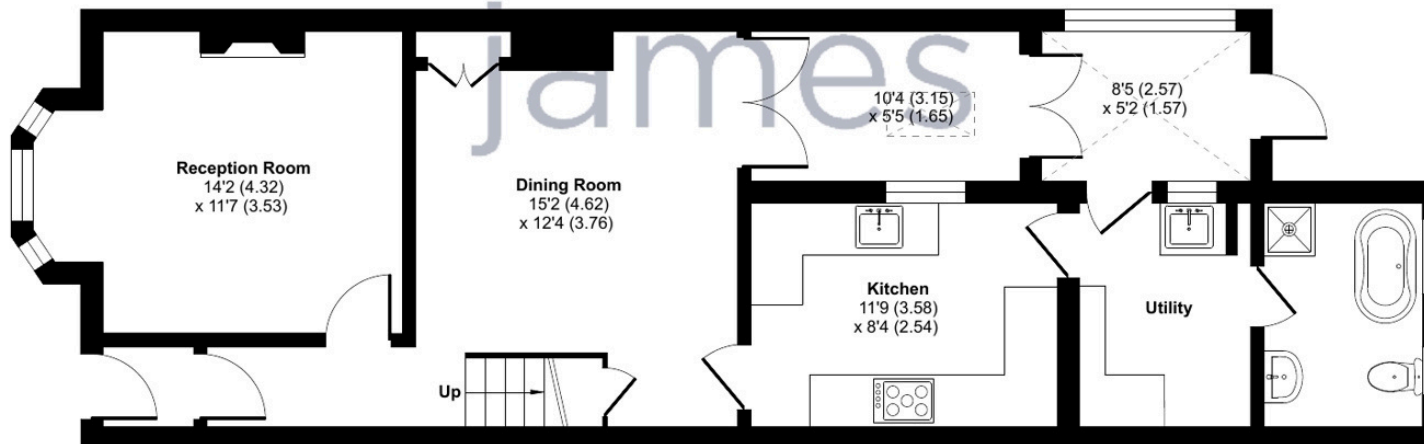 james
Reception Room
14'2 (4.32)
x 11'7 (3.53)
Dining Room
15'2 (4.62)
x 12'4 (3.76)
10'4 (3.15)
x 5'5 (1.65)
8'5 (2.57)
x 5'2 (1.57)
Kitchen
11'9 (3.58)
x 8'4 (2.54)
Utility
Up